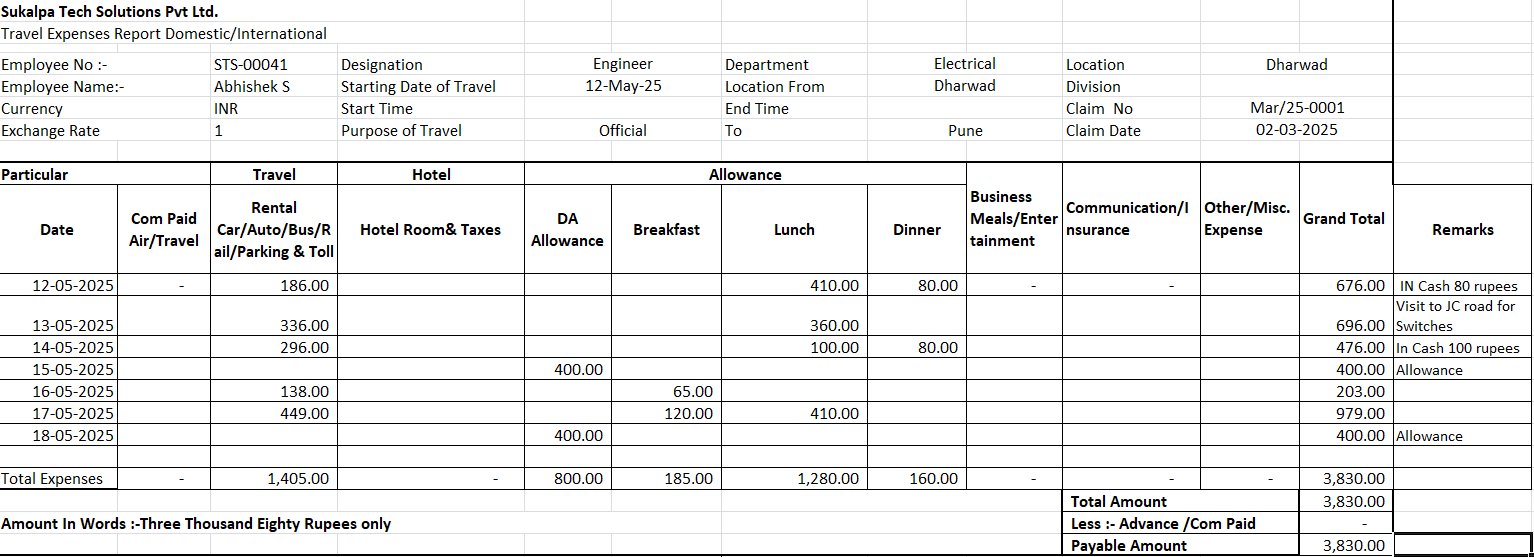 Sukalpa Tech Solutions Pvt Ltd.
Travel Expenses Report Domestic/International
Employee No :- STS-00041 Designation Engineer Department Electrical Location Dharwad
Employee Name:- Abhishek S Starting Date of Travel 12-May-25 Location From Dharwad Division
Currency INR Start Time End Time Claim No Mar/25-0001
Exchange Rate 1 Purpose of Travel Official To Pune Claim Date 02-03-2025
Particular Travel Hotel Allowance
Date Com Paid Air/Travel Rental Car/Auto/Bus/Rail/Parking & Toll Hotel Room& Taxes DA Allowance Breakfast Lunch Dinner Business Meals/Entertainment Communication/Insurance Other/Misc. Expense Grand Total Remarks
12-05-2025 - 186.00 410.00 80.00 - - 676.00 IN Cash 80 rupees
13-05-2025 336.00 360.00 696.00 Visit to JC road for Switches
14-05-2025 296.00 100.00 80.00 476.00 In Cash 100 rupees
15-05-2025 400.00 400.00 Allowance
16-05-2025 138.00 65.00 203.00
17-05-2025 449.00 120.00 410.00 979.00
18-05-2025 400.00 400.00 Allowance
Total Expenses - 1,405.00 - 800.00 185.00 1,280.00 160.00 - - - 3,830.00
Total Amount 3,830.00
Amount In Words :-Three Thousand Eighty Rupees only Less :- Advance /Com Paid -
Payable Amount 3,830.00